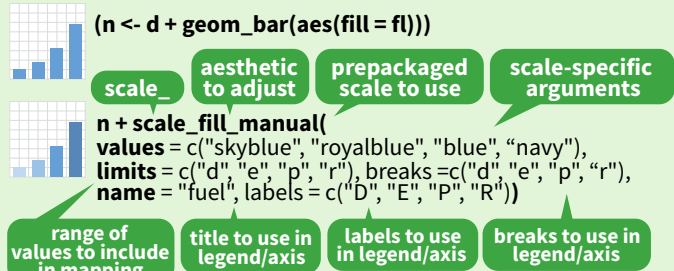 (n <- d + geom_bar(aes(fill = fl)))
scale_
aesthetic
to adjust
prepackaged
scale to use
scale-specific
arguments
n + scale_fill_manual(
values = c("skyblue", "royalblue", "blue", “navy"),
limits = c("d", "e", "p", "r"), breaks =c("d", "e", "p", “r"),
name = "fuel", labels = c("D", "E", "P", "R"))
range of
values to include
in mapping
title to use in
legend/axis
labels to use
in legend/axis
breaks to use in
legend/axis